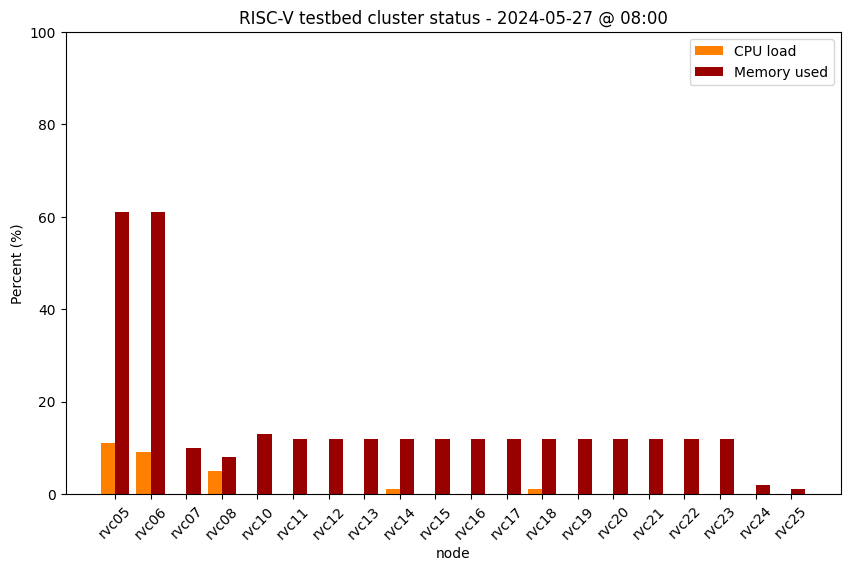 RISC-V testbed cluster status - 2024-05-27 @ 08:00
CPU load
Memory used
Percent (%)
100
80
60
40
20
0
rvc05 rvc06 rvc07 rvc08 rvc10 rvc11 rvc12 rvc13 rvc14 rvc15 rvc16 rvc17 rvc18 rvc19 rvc20 rvc21 rvc22 rvc23 rvc24 rvc25
node